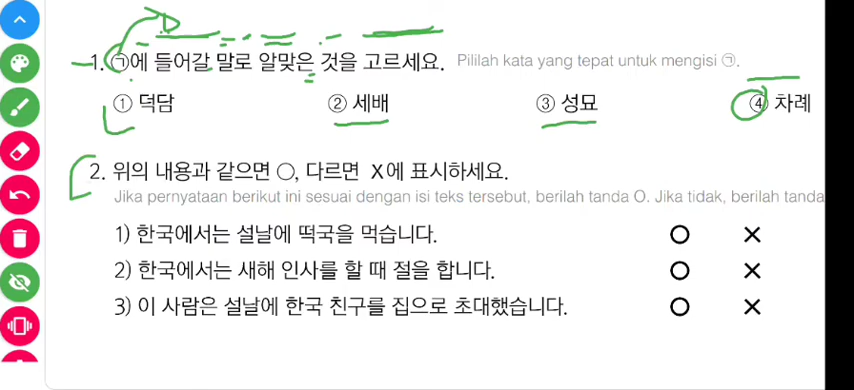 1. ㉠에 들어갈 말로 알맞은 것을 고르세요. Pililah kata yang tepat untuk mengisi ㉠.
① 덕담 ② 세배 ③ 성묘 ④ 차례
2. 위의 내용과 같으면 ○, 다르면 X에 표시하세요.
Jika pernyataan berikut ini sesuai dengan isi teks tersebut, berilah tanda O. Jika tidak, berilah tanda
1) 한국에서는 설날에 떡국을 먹습니다. ○ ×
2) 한국에서는 새해 인사를 할 때 절을 합니다. ○ ×
3) 이 사람은 설날에 한국 친구를 집으로 초대했습니다. ○ ×